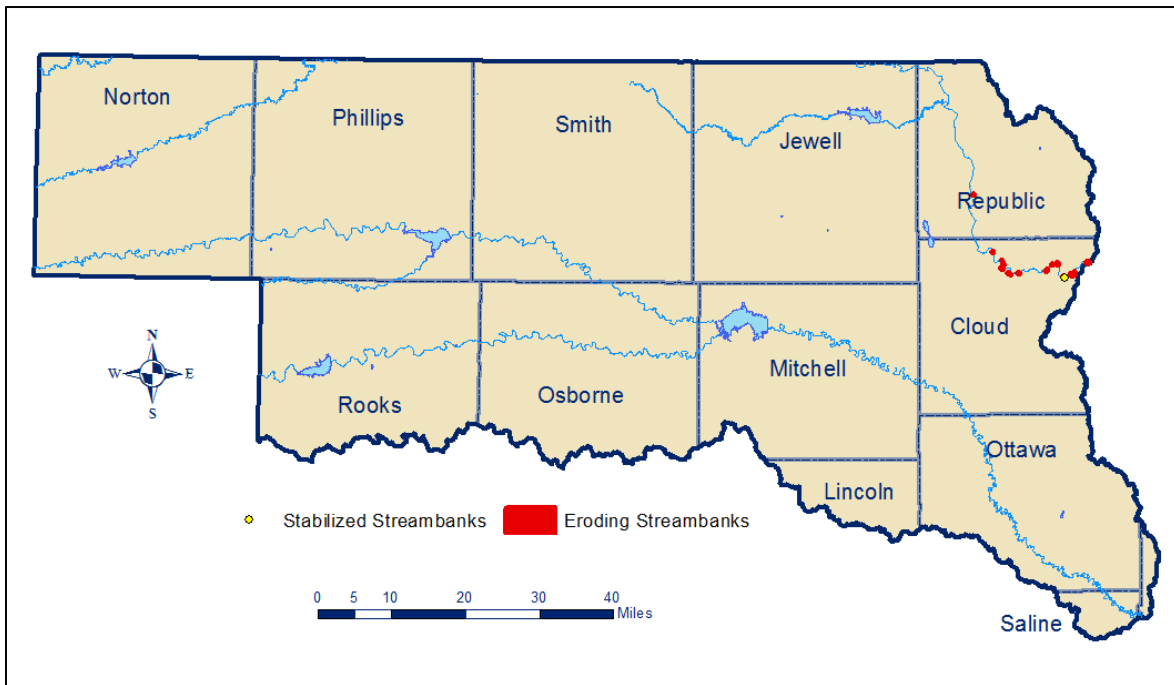 Norton
Phillips
Smith
Jewell
Republic
Cloud
Rooks
Osborne
Mitchell
Ottawa
Lincoln
Saline
N
W E
S
Stabilized Streambanks Eroding Streambanks
0 5 10 20 30 40
Miles